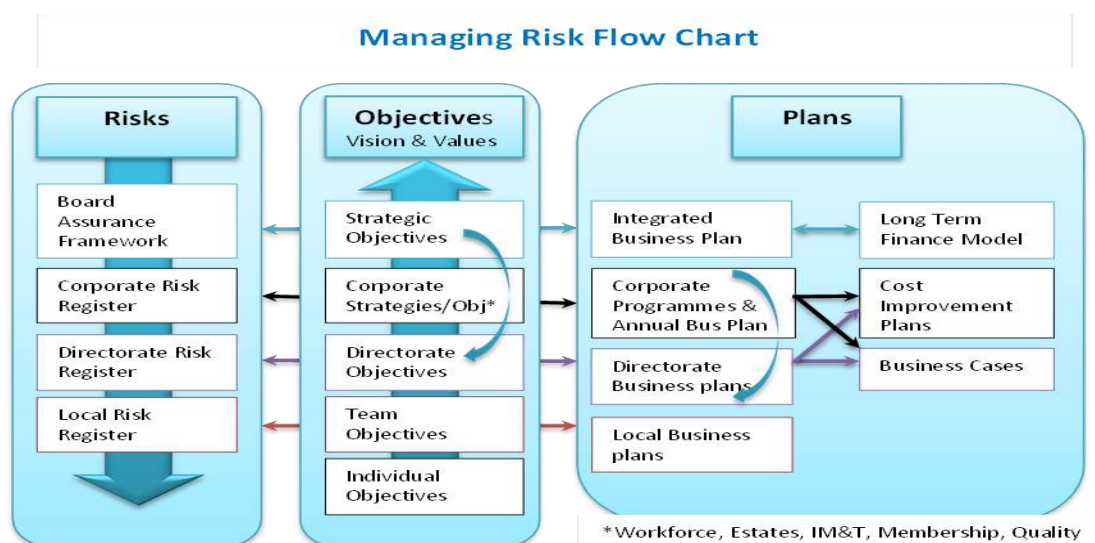 Managing Risk Flow Chart
Risks
Board
Assurance
Framework
Corporate Risk
Register
Directorate Risk
Register
Local Risk
Register
Objectives
Vision & Values
Strategic
Objectives
Corporate
Strategies/Obj*
Directorate
Objectives
Team
Objectives
Individual
Objectives
Plans
Integrated
Business Plan
Long Term
Finance Model
Corporate
Programmes &
Annual Bus Plan
Cost
Improvement
Plans
Directorate
Business plans
Business Cases
Local Business
plans
*Workforce, Estates, IM&T, Membership, Quality